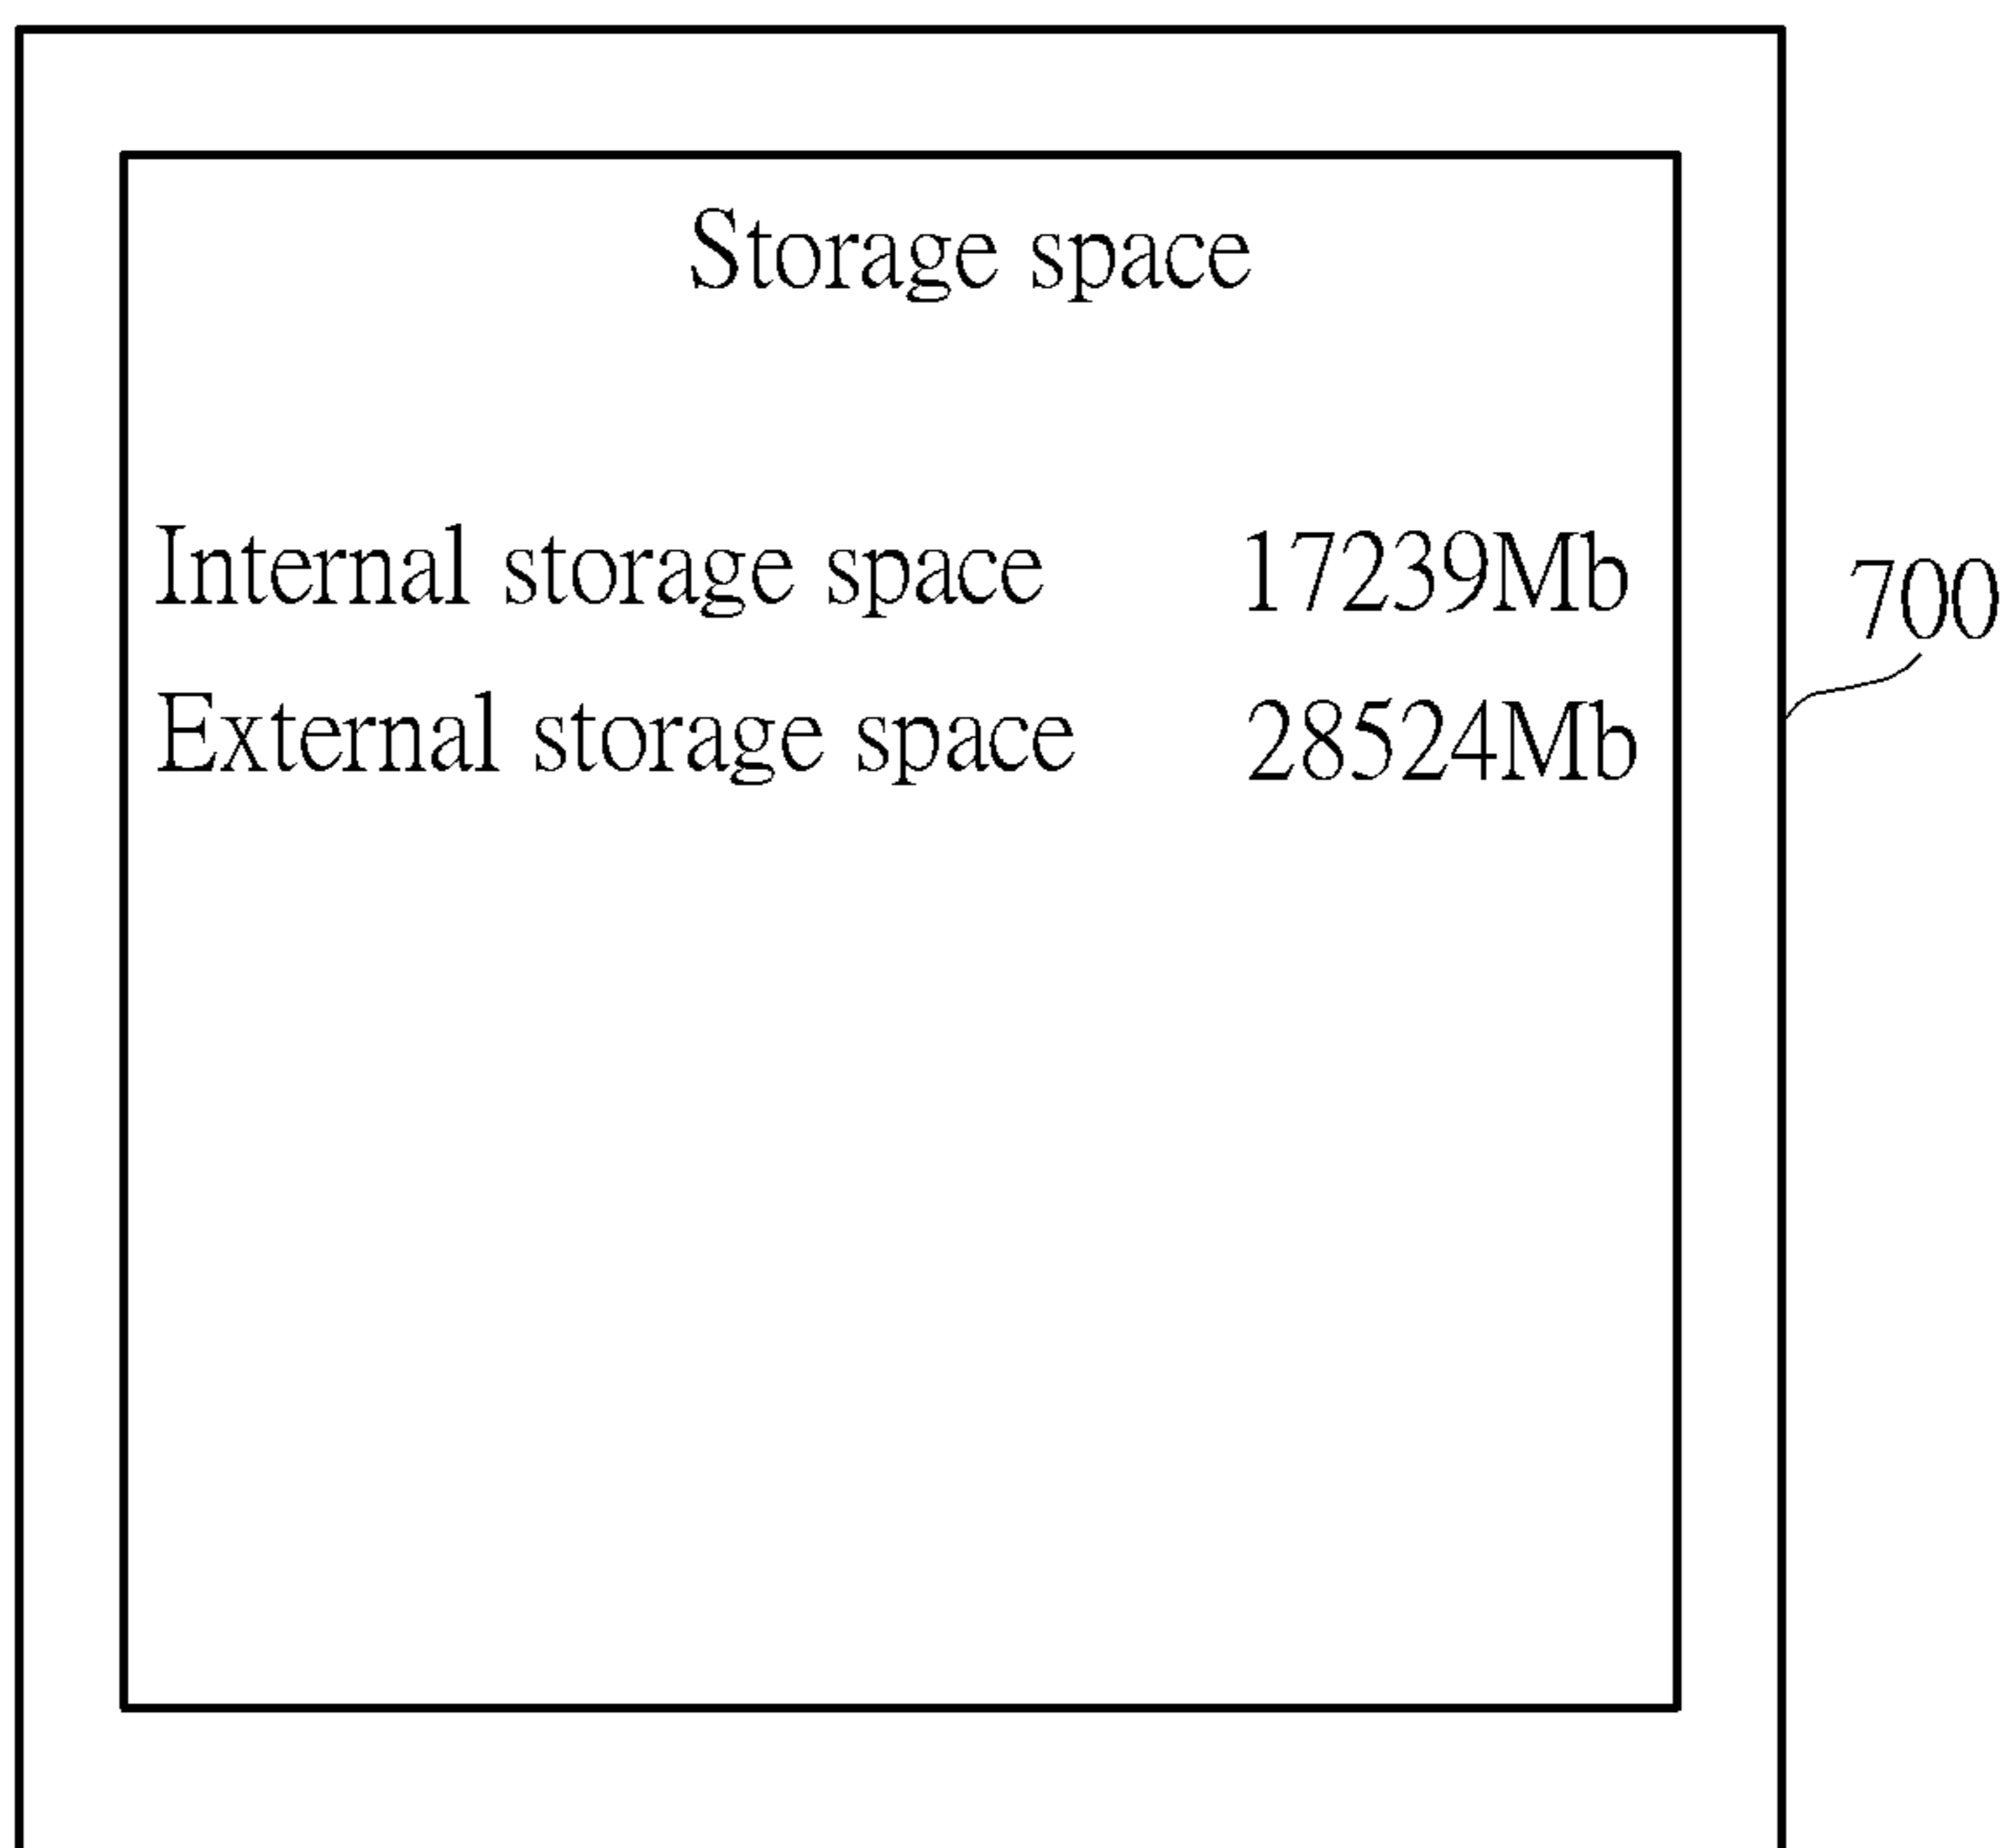 Storage space
Internal storage space 17239Mb
700
External storage space 28524Mb